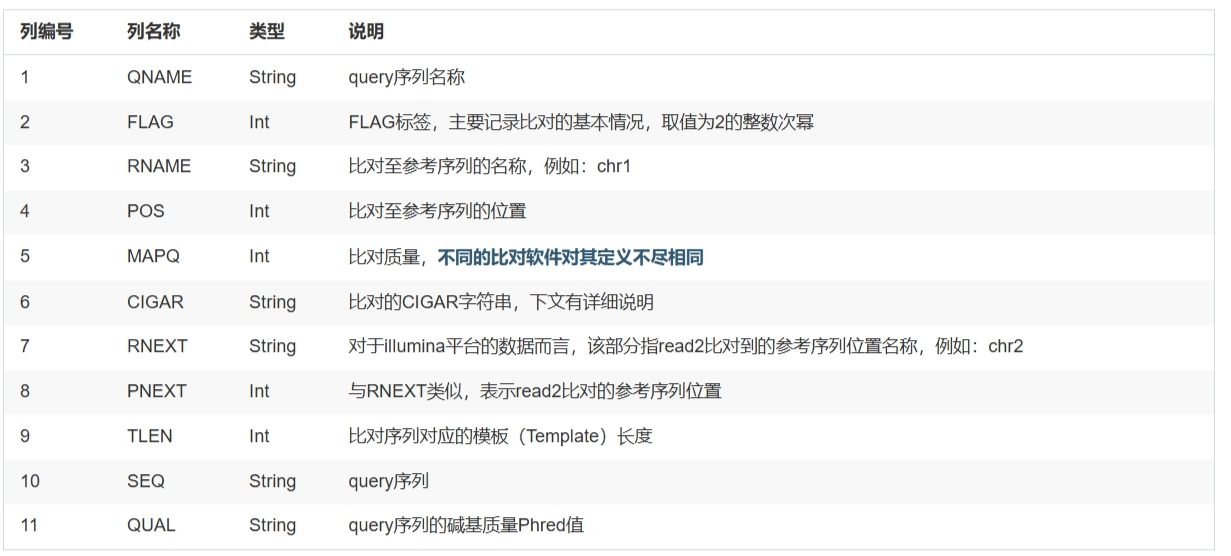 列编号 列名称 类型 说明
1 QNAME String query序列名称
2 FLAG Int FLAG标签，主要记录比对的基本情况，取值为2的整数次幂
3 RNAME String 比对至参考序列的名称，例如：chr1
4 POS Int 比对至参考序列的位置
5 MAPQ Int 比对质量，不同的比对软件对其定义不尽相同
6 CIGAR String 比对的CIGAR字符串，下文有详细说明
7 RNEXT String 对于illumina平台的数据而言，该部分指read2比对到的参考序列位置名称，例如：chr2
8 PNEXT Int 与RNEXT类似，表示read2比对的参考序列位置
9 TLEN Int 比对序列对应的模板（Template）长度
10 SEQ String query序列
11 QUAL String query序列的碱基质量Phred值